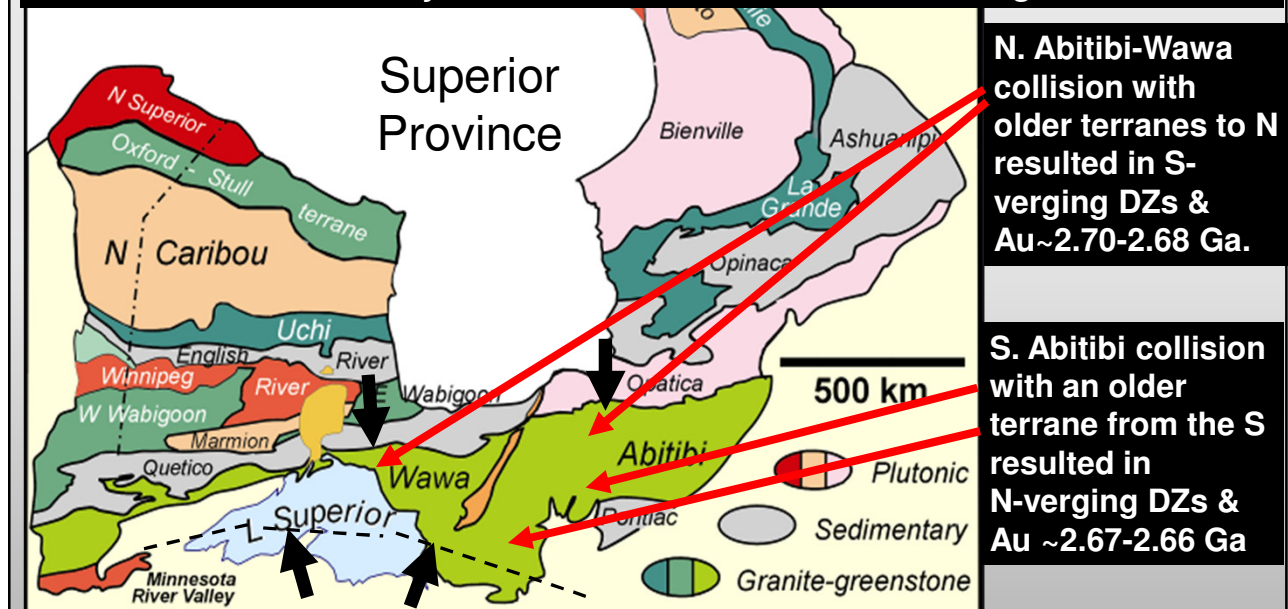 Superior
Province
N Superior
Oxford - Stull
terrane
N Caribou
Uchi
English River
Winnipeg River
W Wabigoon
E Wabigoon
Marmion
Quetico
Wawa
Abitibi
L Superior
Minnesota
River Valley
Bienville
Ashuanipi
La
Grande
Opinaca
Opatica
Pontiac
500 km
Plutonic
Sedimentary
Granite-greenstone
N. Abitibi-Wawa
collision with
older terranes to N
resulted in S-
verging DZs &
Au~2.70-2.68 Ga.
S. Abitibi collision
with an older
terrane from the S
resulted in
N-verging DZs &
Au ~2.67-2.66 Ga